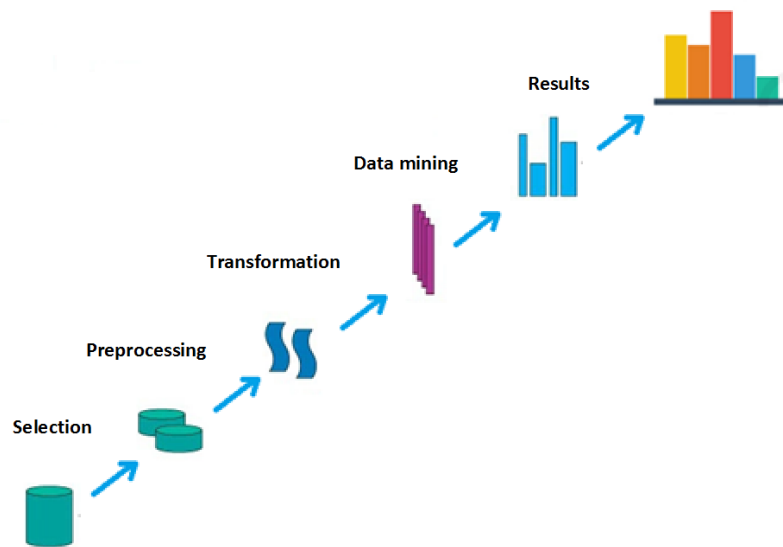 Results
Data mining
Transformation
Preprocessing
Selection